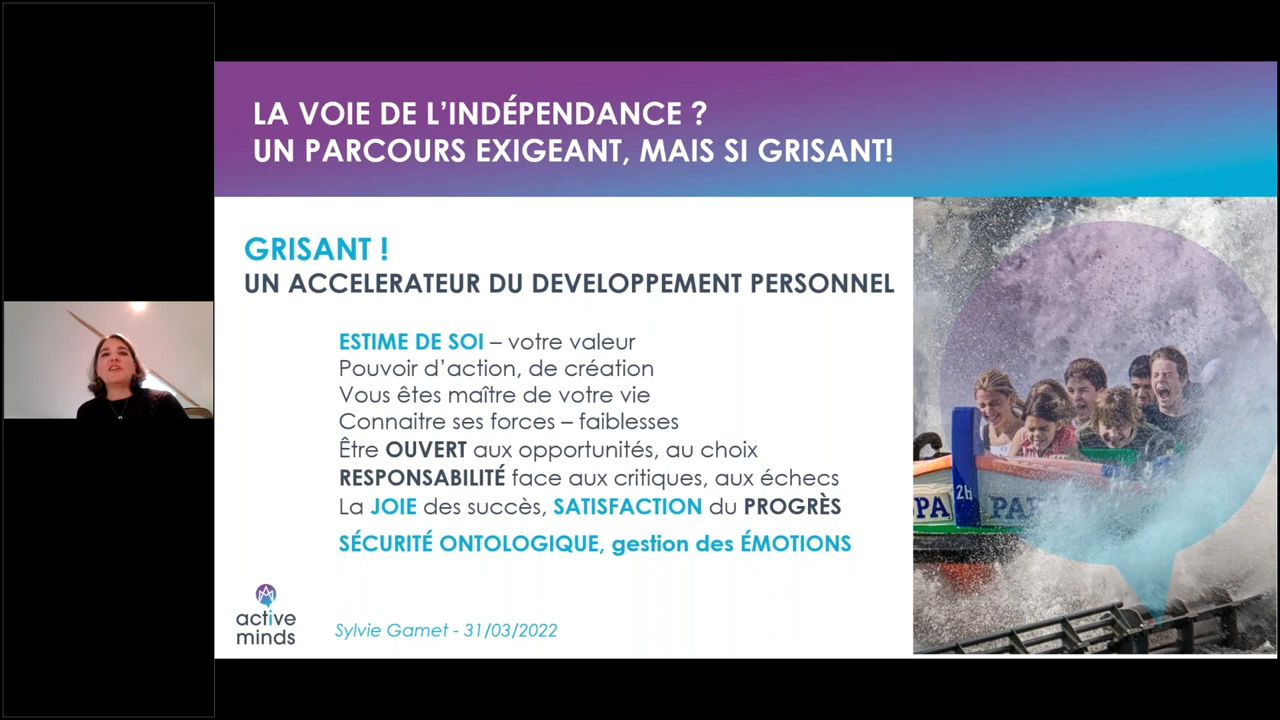 LA VOIE DE L'INDÉPENDANCE ?
UN PARCOURS EXIGEANT, MAIS SI GRISANT!
GRISANT !
UN ACCELERATEUR DU DEVELOPPEMENT PERSONNEL
ESTIME DE SOI – votre valeur
Pouvoir d'action, de création
Vous êtes maître de votre vie
Connaitre ses forces – faiblesses
Être OUVERT aux opportunités, au choix
RESPONSABILITÉ face aux critiques, aux échecs
La JOIE des succès, SATISFACTION du PROGRÈS
SÉCURITÉ ONTOLOGIQUE, gestion des ÉMOTIONS
active
minds
Sylvie Gamet - 31/03/2022
PA
2b
PAR